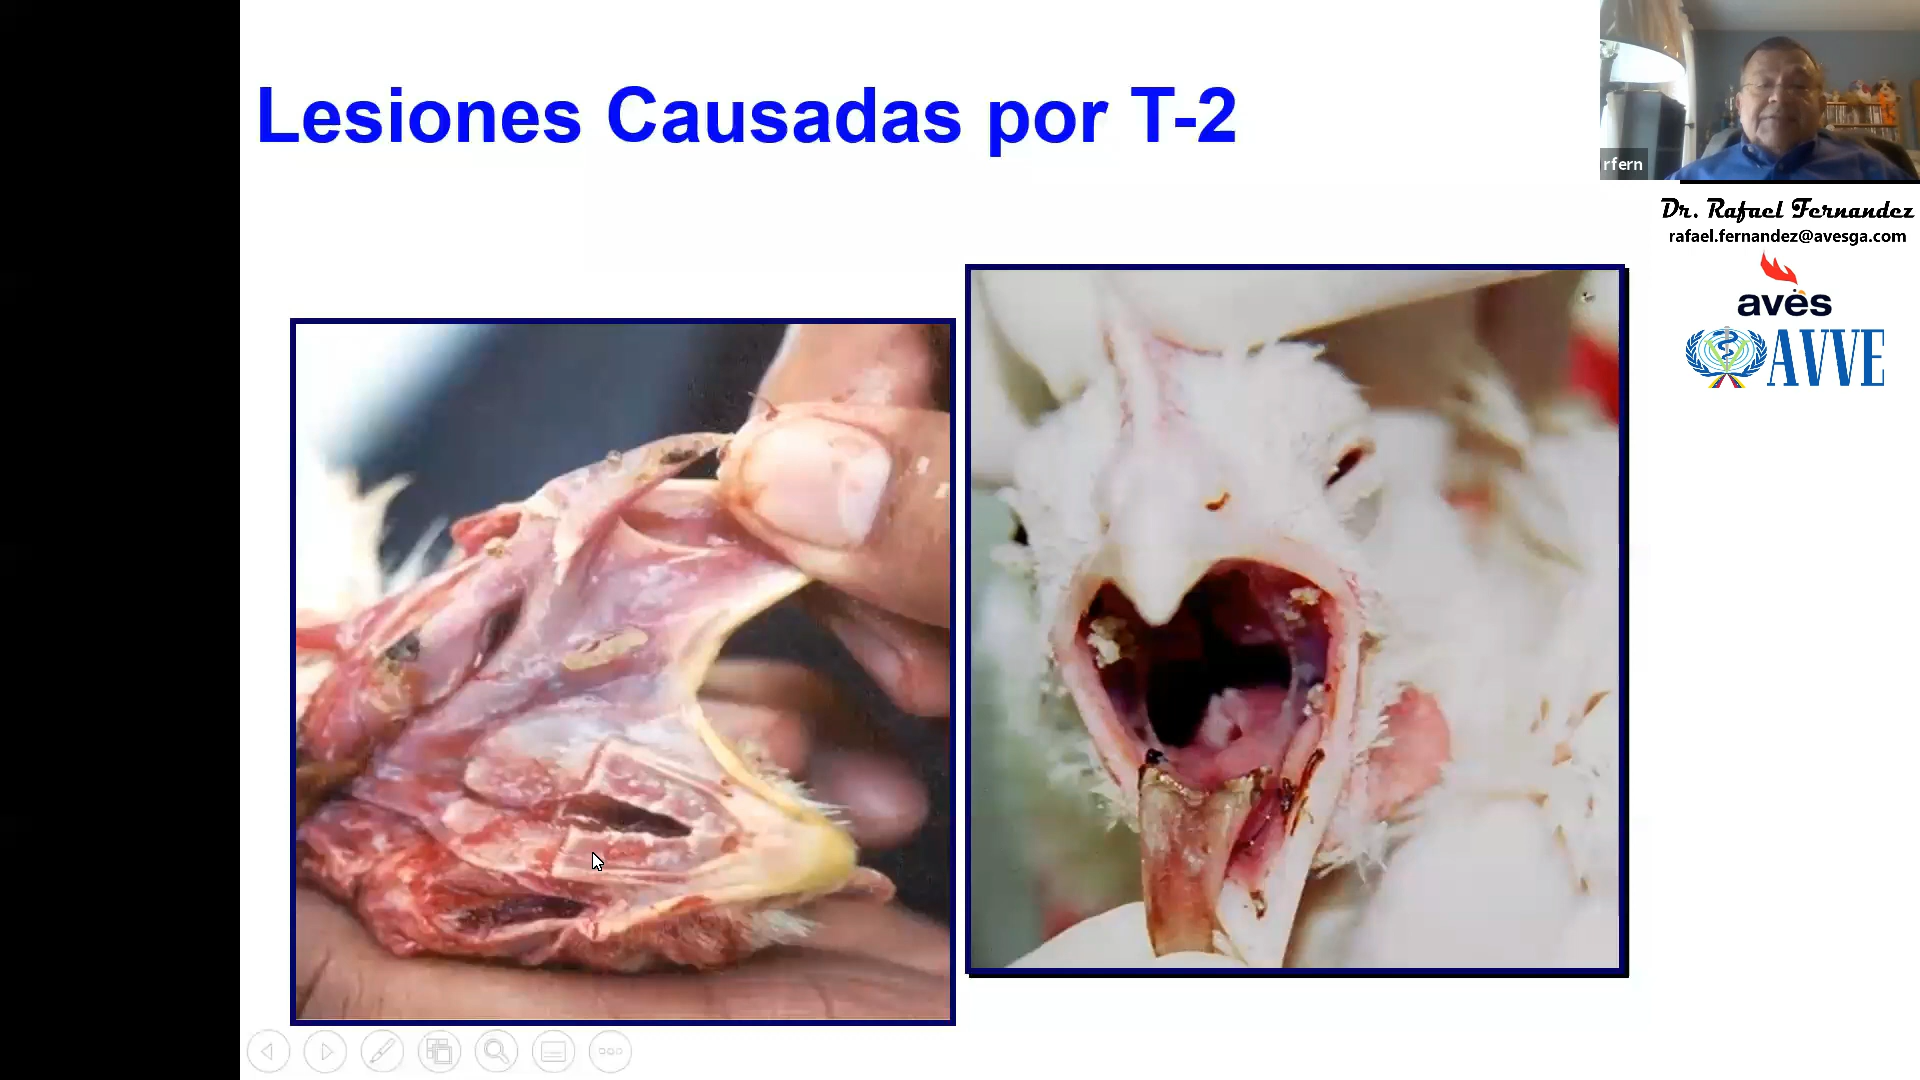 Lesiones Causadas por T-2
rfern
Dr. Rafael Fernandez
rafael.fernandez@avesga.com
avès
AVVE